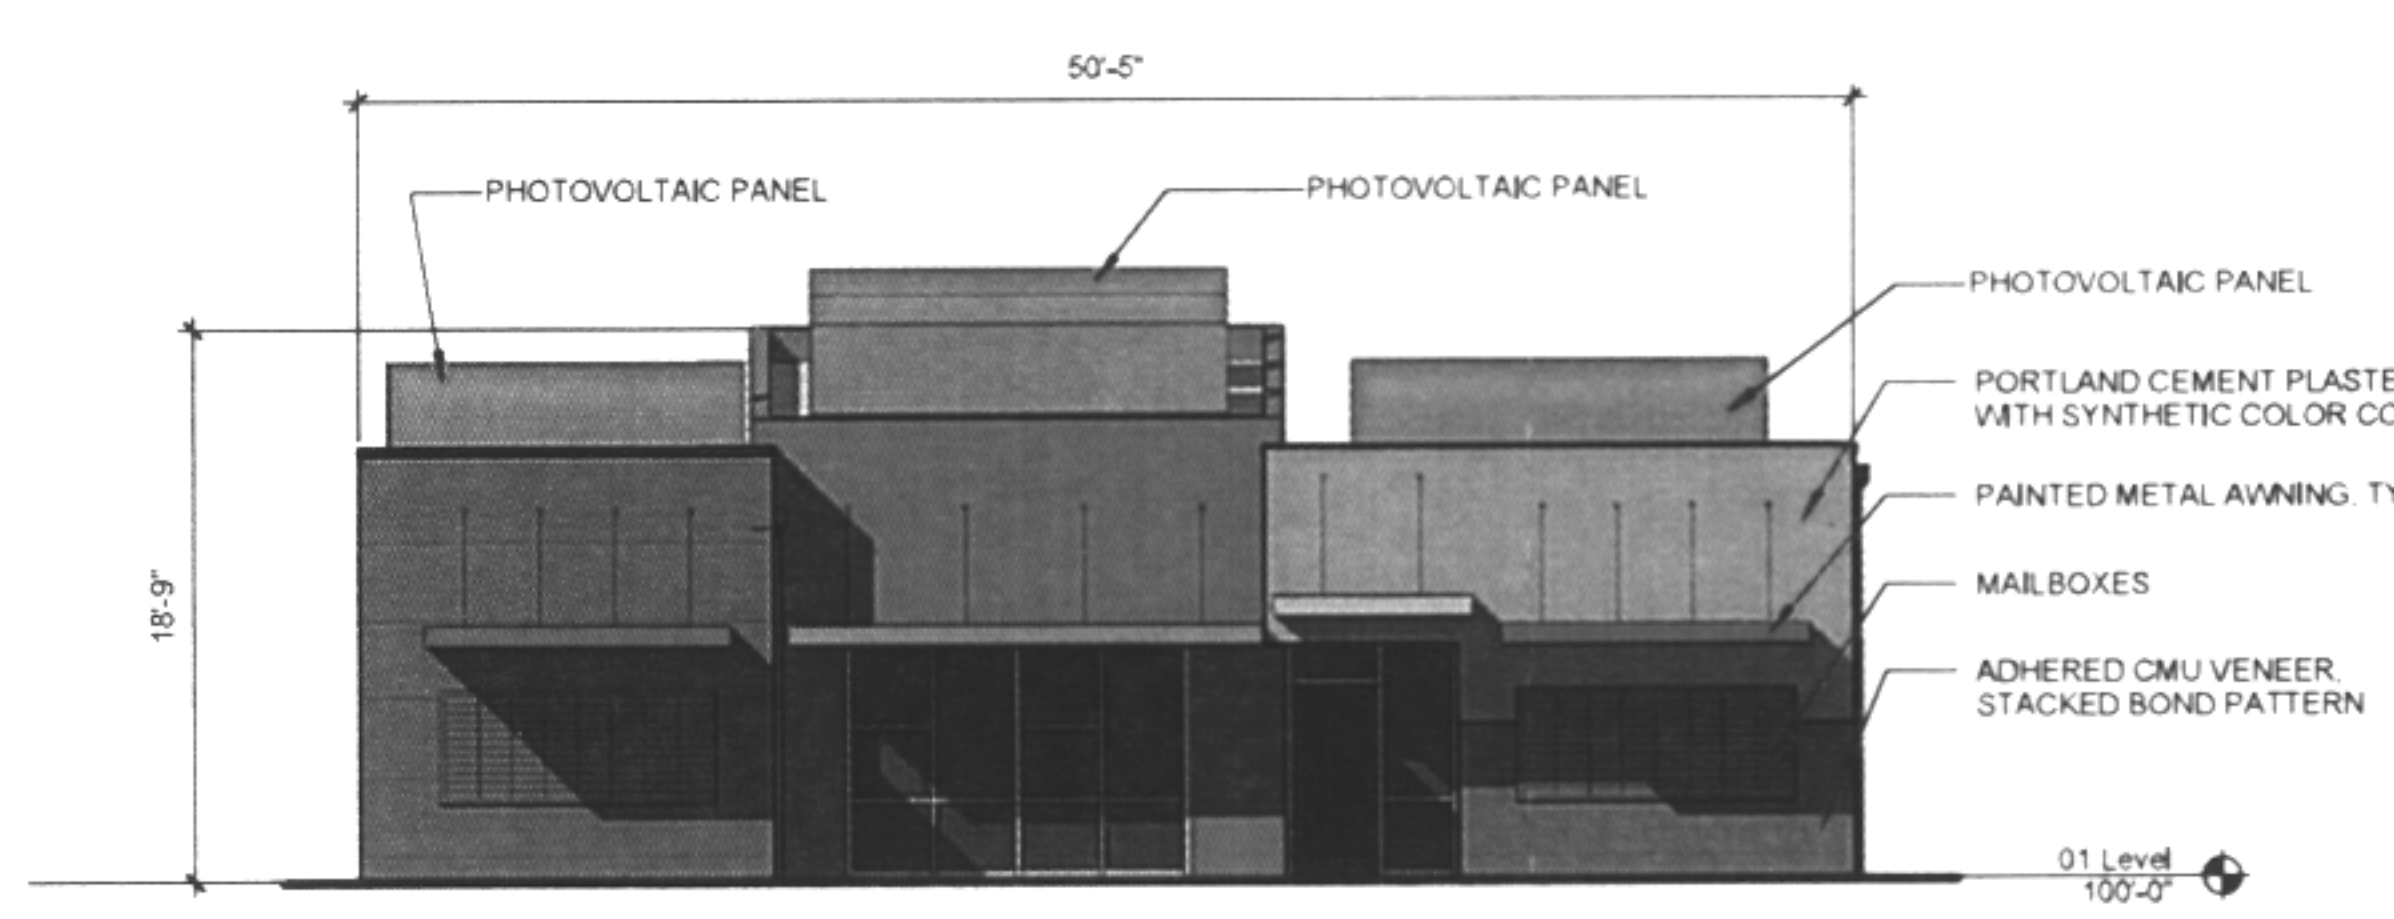 50'-5"
PHOTOVOLTAIC PANEL
PHOTOVOLTAIC PANEL
PHOTOVOLTAIC PANEL
PORTLAND CEMENT PLASTE
WITH SYNTHETIC COLOR CO
PAINTED METAL AWNING. TY
18'-9"
MAILBOXES
ADHERED CMU VENEER.
STACKED BOND PATTERN
01 Level
100'-0"